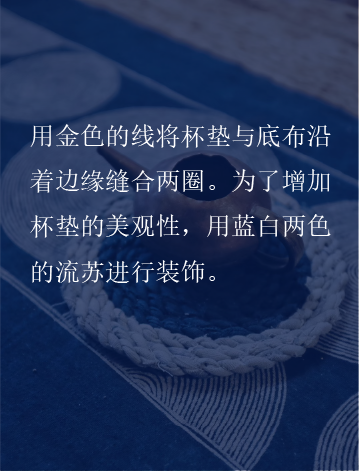 用金色的线将杯垫与底布沿
着边缘缝合两圈。为了增加
杯垫的美观性，用蓝白两色
的流苏进行装饰。